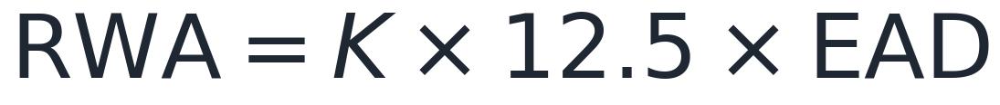 RWA = K × 12.5 × EAD